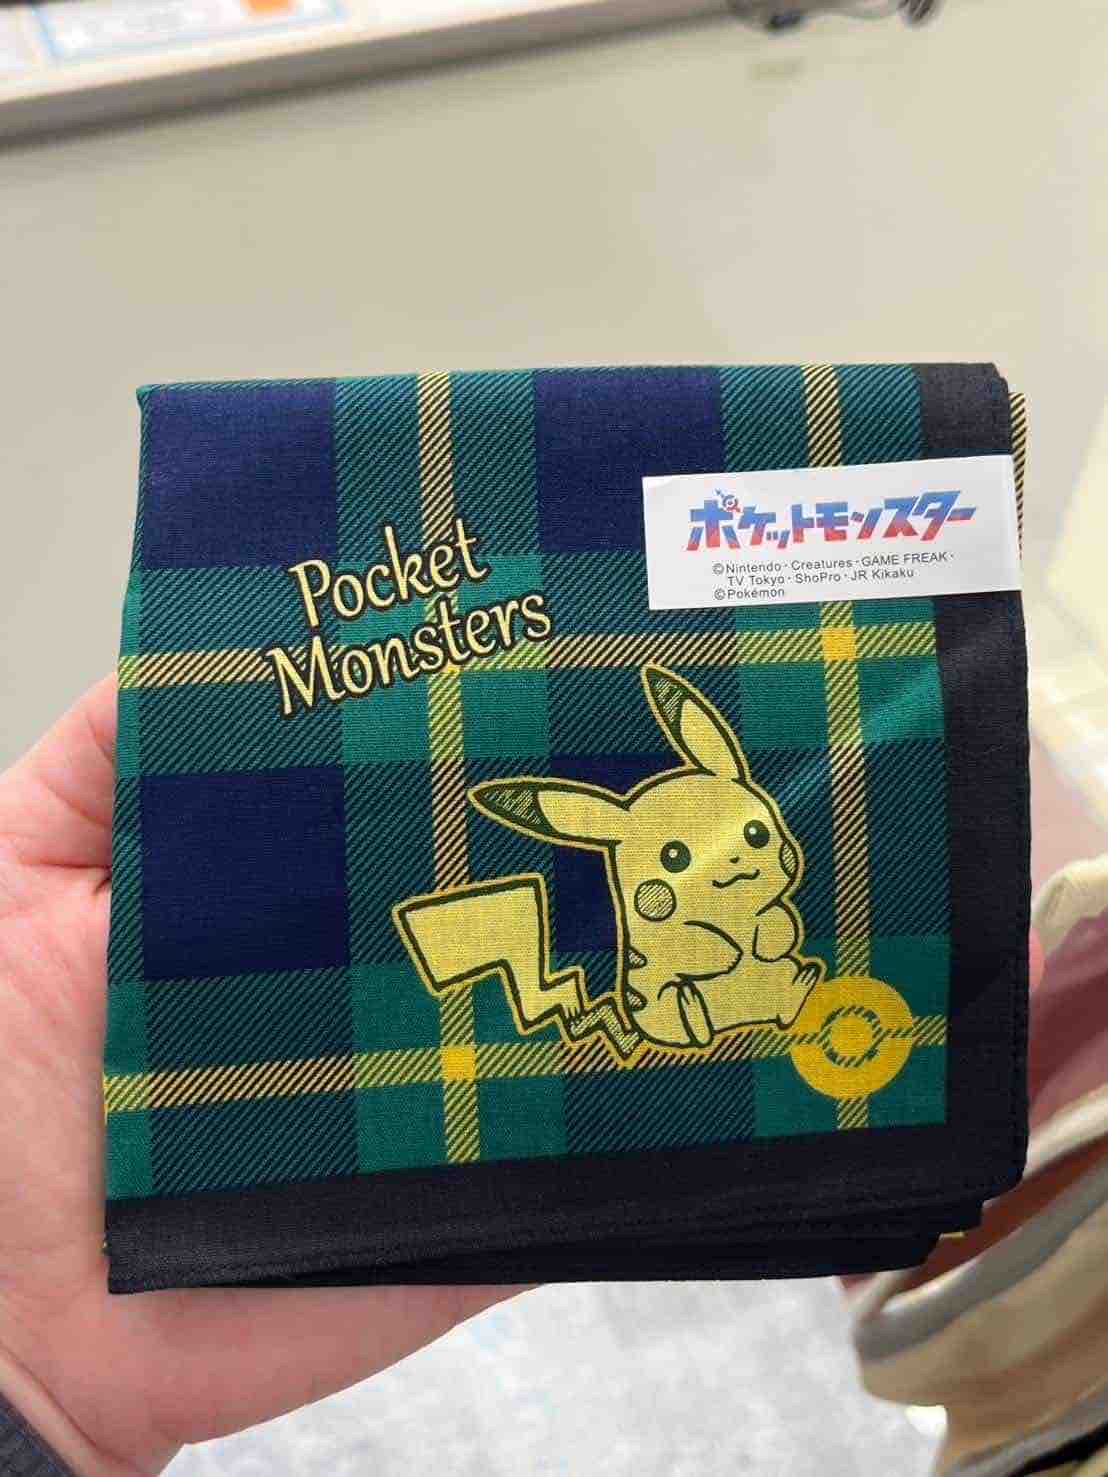 Pocket
Monsters
ポケットモンスター
©Nintendo・Creatures・GAME FREAK・
TV Tokyo・ShoPro・JR Kikaku
©Pokémon